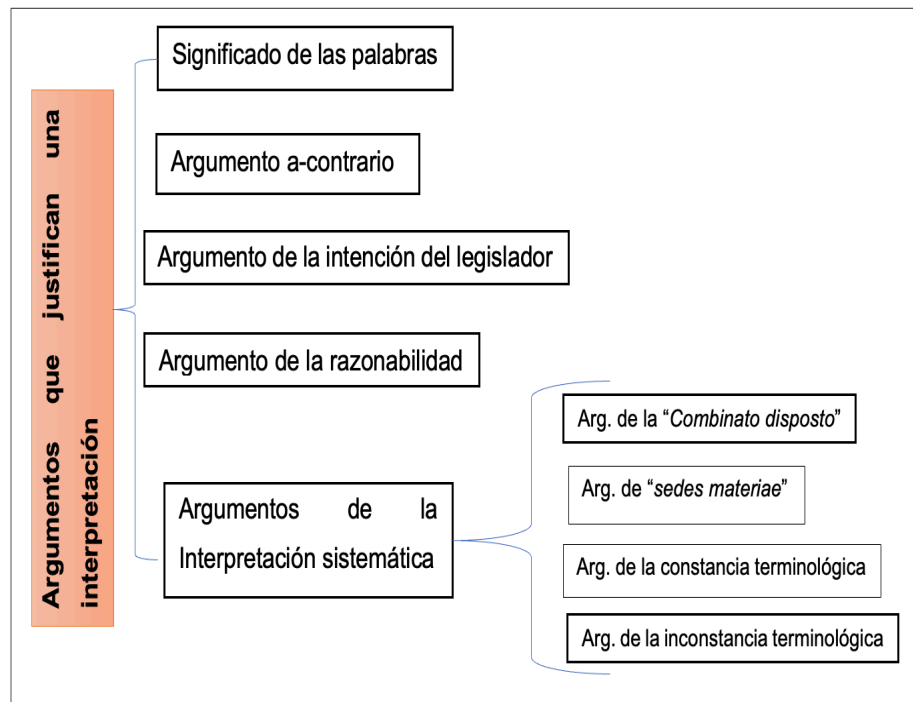 Argumentos que justifican una
interpretación
Significado de las palabras
Argumento a-contrario
Argumento de la intención del legislador
Argumento de la razonabilidad
Argumentos de la
Interpretación sistemática
Arg. de la “Combinato disposto”
Arg. de “sedes materiae”
Arg. de la constancia terminológica
Arg. de la inconstancia terminológica